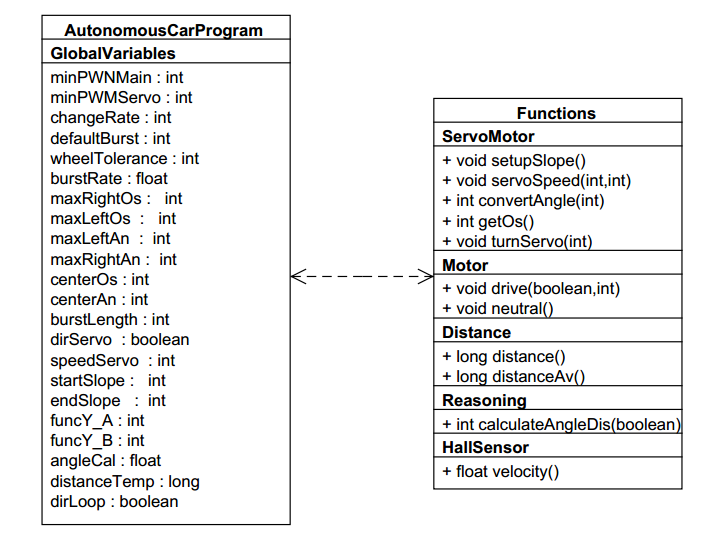 AutonomousCarProgram
GlobalVariables
minPWNMain : int
minPWMServo : int
changeRate : int
defaultBurst : int
wheelTolerance : int
burstRate : float
maxRightOs : int
maxLeftOs : int
maxLeftAn : int
maxRightAn : int
centerOs : int
centerAn : int
burstLength : int
dirServo : boolean
speedServo : int
startSlope : int
endSlope : int
funcY_A : int
funcY_B : int
angleCal : float
distanceTemp : long
dirLoop : boolean
Functions
ServoMotor
+ void setupSlope()
+ void servoSpeed(int,int)
+ int convertAngle(int)
+ int getOs()
+ void turnServo(int)
Motor
+ void drive(boolean,int)
+ void neutral()
Distance
+ long distance()
+ long distanceAv()
Reasoning
+ int calculateAngleDis(boolean)
HallSensor
+ float velocity()